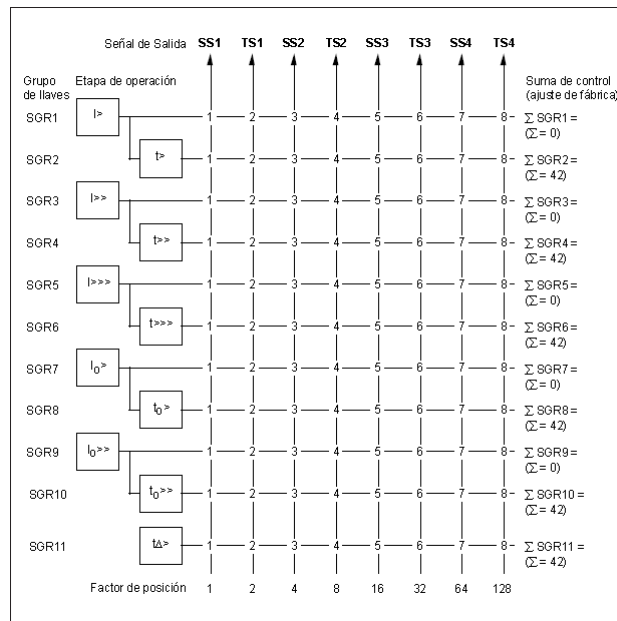 Señal de Salida SS1 TS1 SS2 TS2 SS3 TS3 SS4 TS4
Grupo de llaves Etapa de operación Suma de control (ajuste de fábrica)
SGR1 I> 1 2 3 4 5 6 7 8 ∑ SGR1 = (∑ = 0)
SGR2 t> 1 2 3 4 5 6 7 8 ∑ SGR2 = (∑ = 42)
SGR3 I>> 1 2 3 4 5 6 7 8 ∑ SGR3 = (∑ = 0)
SGR4 t>> 1 2 3 4 5 6 7 8 ∑ SGR4 = (∑ = 42)
SGR5 I>>> 1 2 3 4 5 6 7 8 ∑ SGR5 = (∑ = 0)
SGR6 t>>> 1 2 3 4 5 6 7 8 ∑ SGR6 = (∑ = 42)
SGR7 I0> 1 2 3 4 5 6 7 8 ∑ SGR7 = (∑ = 0)
SGR8 t0> 1 2 3 4 5 6 7 8 ∑ SGR8 = (∑ = 42)
SGR9 I0>> 1 2 3 4 5 6 7 8 ∑ SGR9 = (∑ = 0)
SGR10 t0>> 1 2 3 4 5 6 7 8 ∑ SGR10 = (∑ = 42)
SGR11 tΔ> 1 2 3 4 5 6 7 8 ∑ SGR11 = (∑ = 42)
Factor de posición 1 2 4 8 16 32 64 128